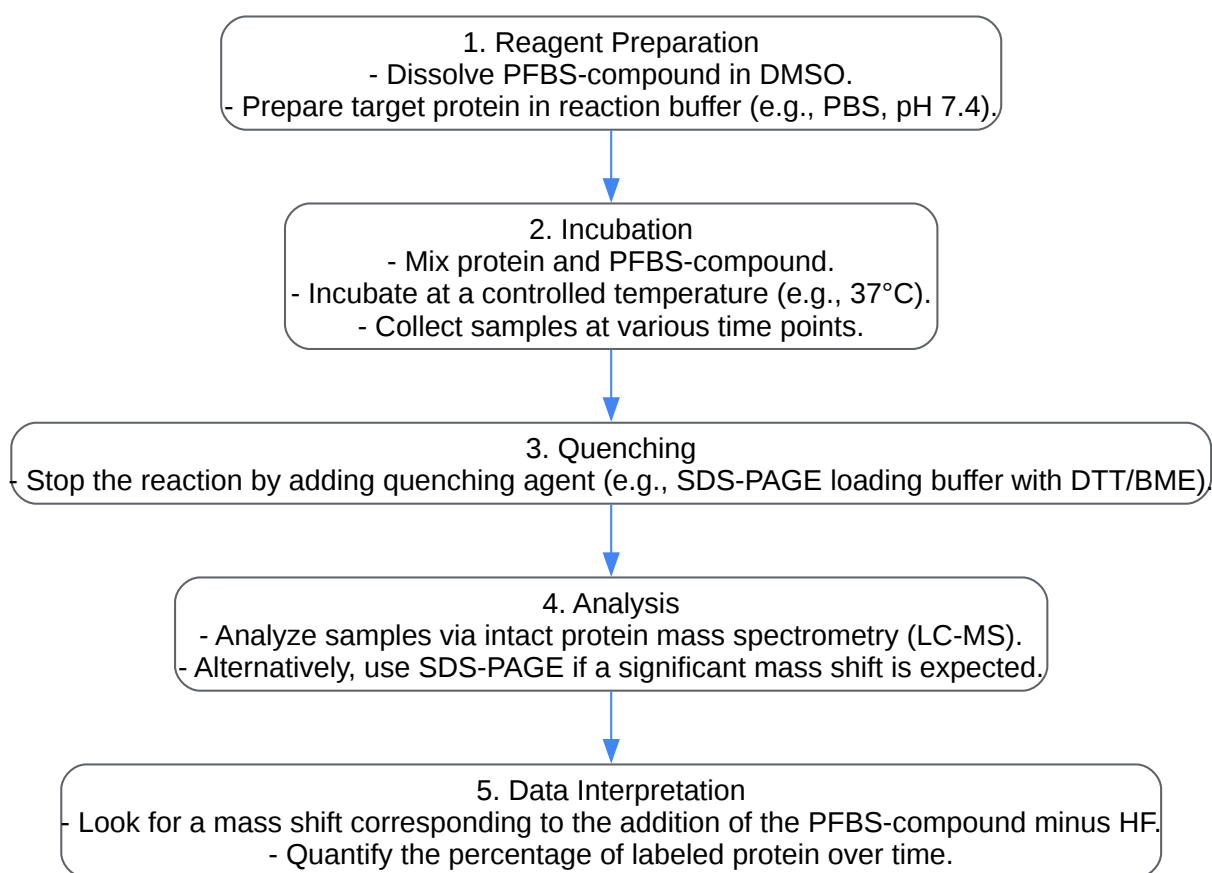 1. Reagent Preparation
- Dissolve PFBS-compound in DMSO.
- Prepare target protein in reaction buffer (e.g., PBS, pH 7.4).
2. Incubation
- Mix protein and PFBS-compound.
- Incubate at a controlled temperature (e.g., 37°C).
- Collect samples at various time points.
3. Quenching
- Stop the reaction by adding quenching agent (e.g., SDS-PAGE loading buffer with DTT/BME).
4. Analysis
- Analyze samples via intact protein mass spectrometry (LC-MS).
- Alternatively, use SDS-PAGE if a significant mass shift is expected.
5. Data Interpretation
- Look for a mass shift corresponding to the addition of the PFBS-compound minus HF.
- Quantify the percentage of labeled protein over time.